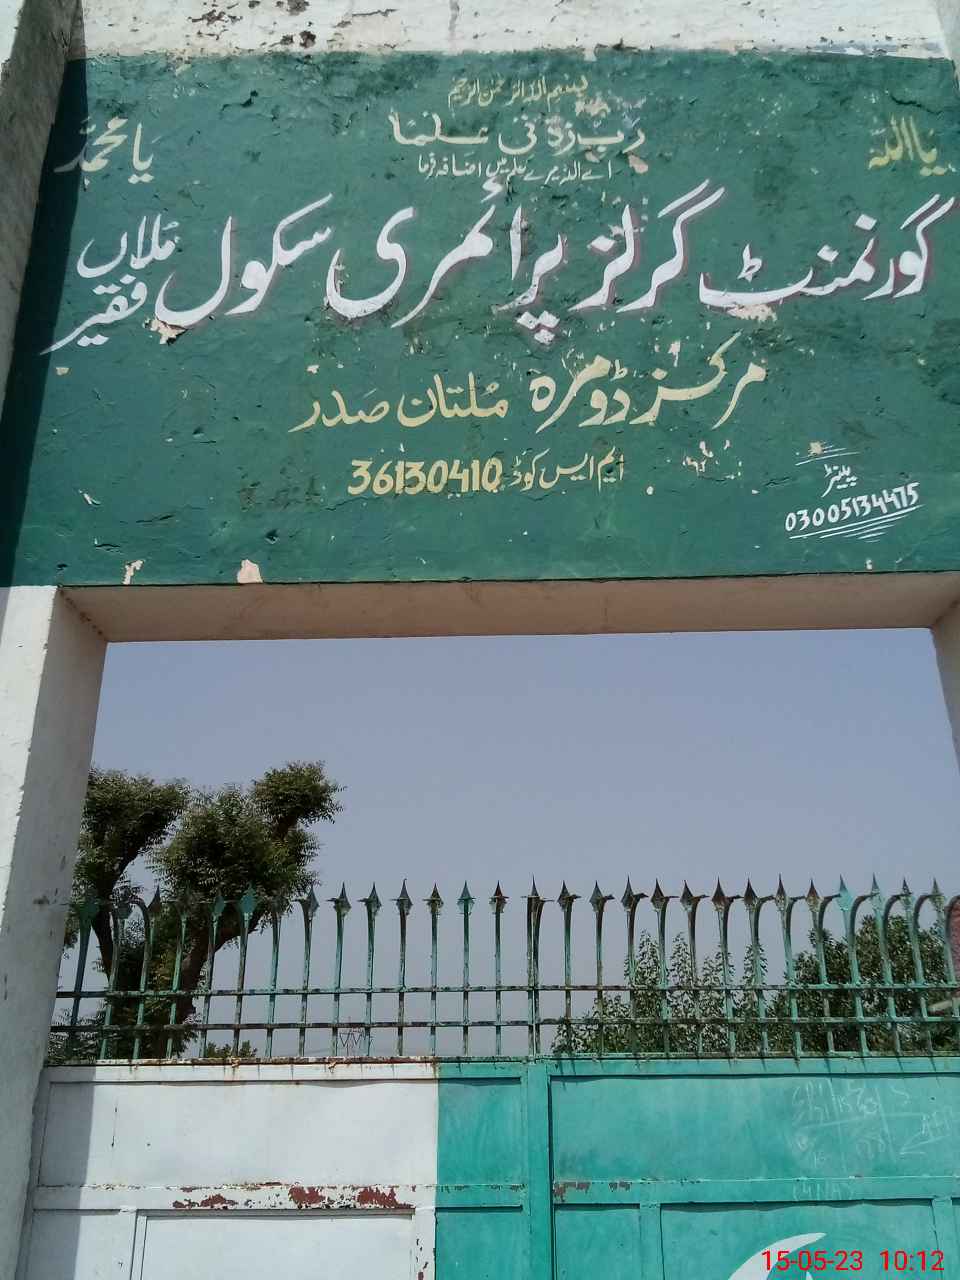 بسم اللہ الرحمن الرحیم
یا اللہ
رب زدنی علما
یا محمد
اے اللہ میرے علم میں اضافہ فرما
گورنمنٹ گرلز پرائمری سکول ملاں فقیر
مرکز ڈومرہ ملتان صدر
ایم ایس کوڈ 36130410
پینٹر
03005134475
15-05-23 10:12